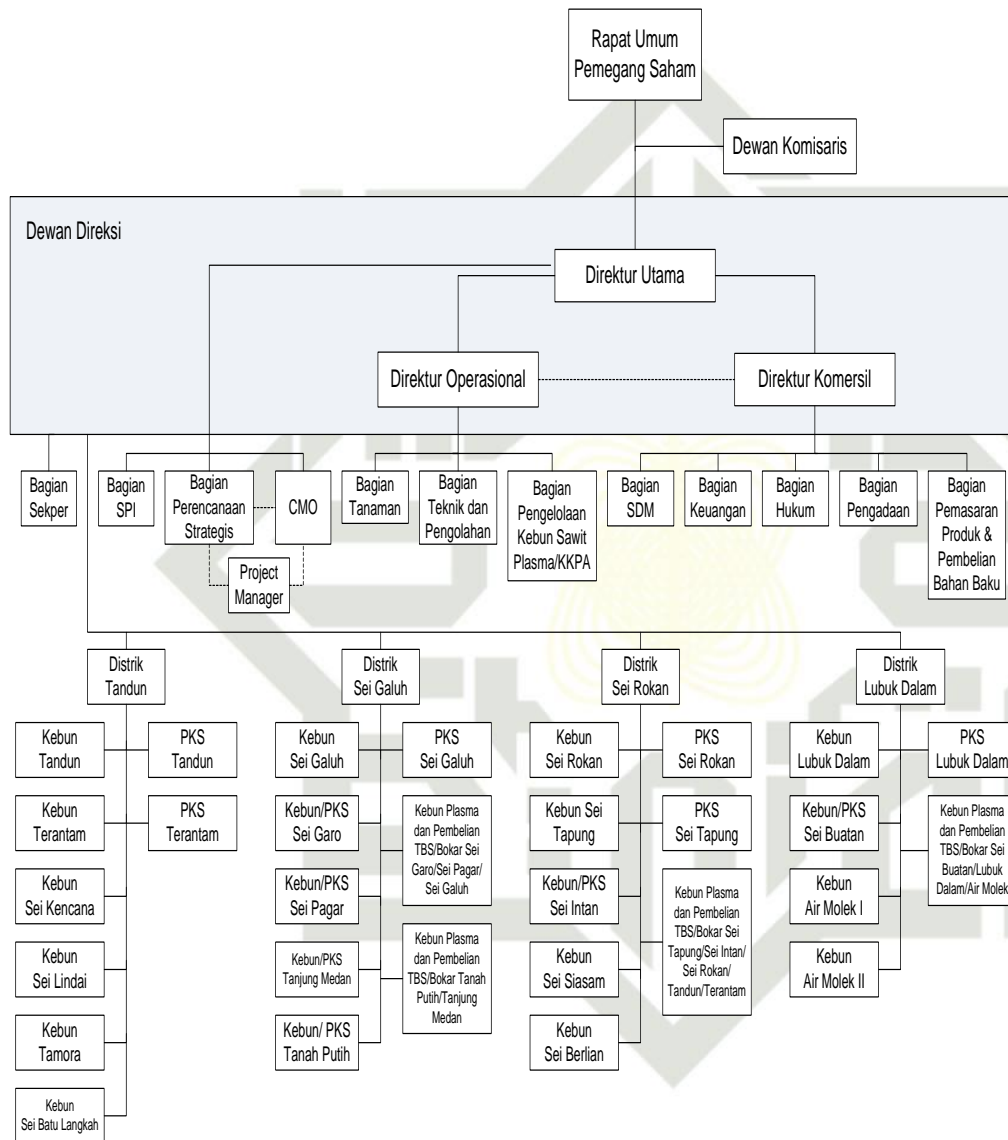 Rapat Umum
Pemegang Saham
Dewan Komisaris
Dewan Direksi
Direktur Utama
Direktur Operasional
Direktur Komersil
Bagian
Sekper
Bagian
SPI
Bagian
Perencanaan
Strategis
CMO
Project
Manager
Bagian
Tanaman
Bagian
Teknik dan
Pengolahan
Bagian
Pengelolaan
Kebun Sawit
Plasma/KKPA
Bagian
SDM
Bagian
Keuangan
Bagian
Hukum
Bagian
Pengadaan
Bagian
Pemasaran
Produk &
Pembelian
Bahan Baku
Distrik
Tandun
Kebun
Tandun
PKS
Tandun
Kebun
Terantam
PKS
Terantam
Kebun
Sei Kencana
Kebun
Sei Lindai
Kebun
Tamora
Kebun
Sei Batu Langkah
Distrik
Sei Galuh
Kebun
Sei Galuh
PKS
Sei Galuh
Kebun/PKS
Sei Garo
Kebun Plasma
dan Pembelian
TBS/Bokar Sei
Garo/Sei Pagar/
Sei Galuh
Kebun/PKS
Sei Pagar
Kebun/PKS
Tanjung Medan
Kebun Plasma
dan Pembelian
TBS/Bokar Tanah
Putih/Tanjung
Medan
Kebun/ PKS
Tanah Putih
Distrik
Sei Rokan
Kebun
Sei Rokan
PKS
Sei Rokan
Kebun Sei
Tapung
PKS
Sei Tapung
Kebun/PKS
Sei Intan
Kebun Plasma
dan Pembelian
TBS/Bokar Sei
Tapung/Sei Intan/
Sei Rokan/
Tandun/Terantam
Kebun
Sei Siasam
Kebun
Sei Berlian
Distrik
Lubuk Dalam
Kebun
Lubuk Dalam
PKS
Lubuk Dalam
Kebun/PKS
Sei Buatan
Kebun Plasma
dan Pembelian
TBS/Bokar Sei
Buatan/Lubuk
Dalam/Air Molek
Kebun
Air Molek I
Kebun
Air Molek II